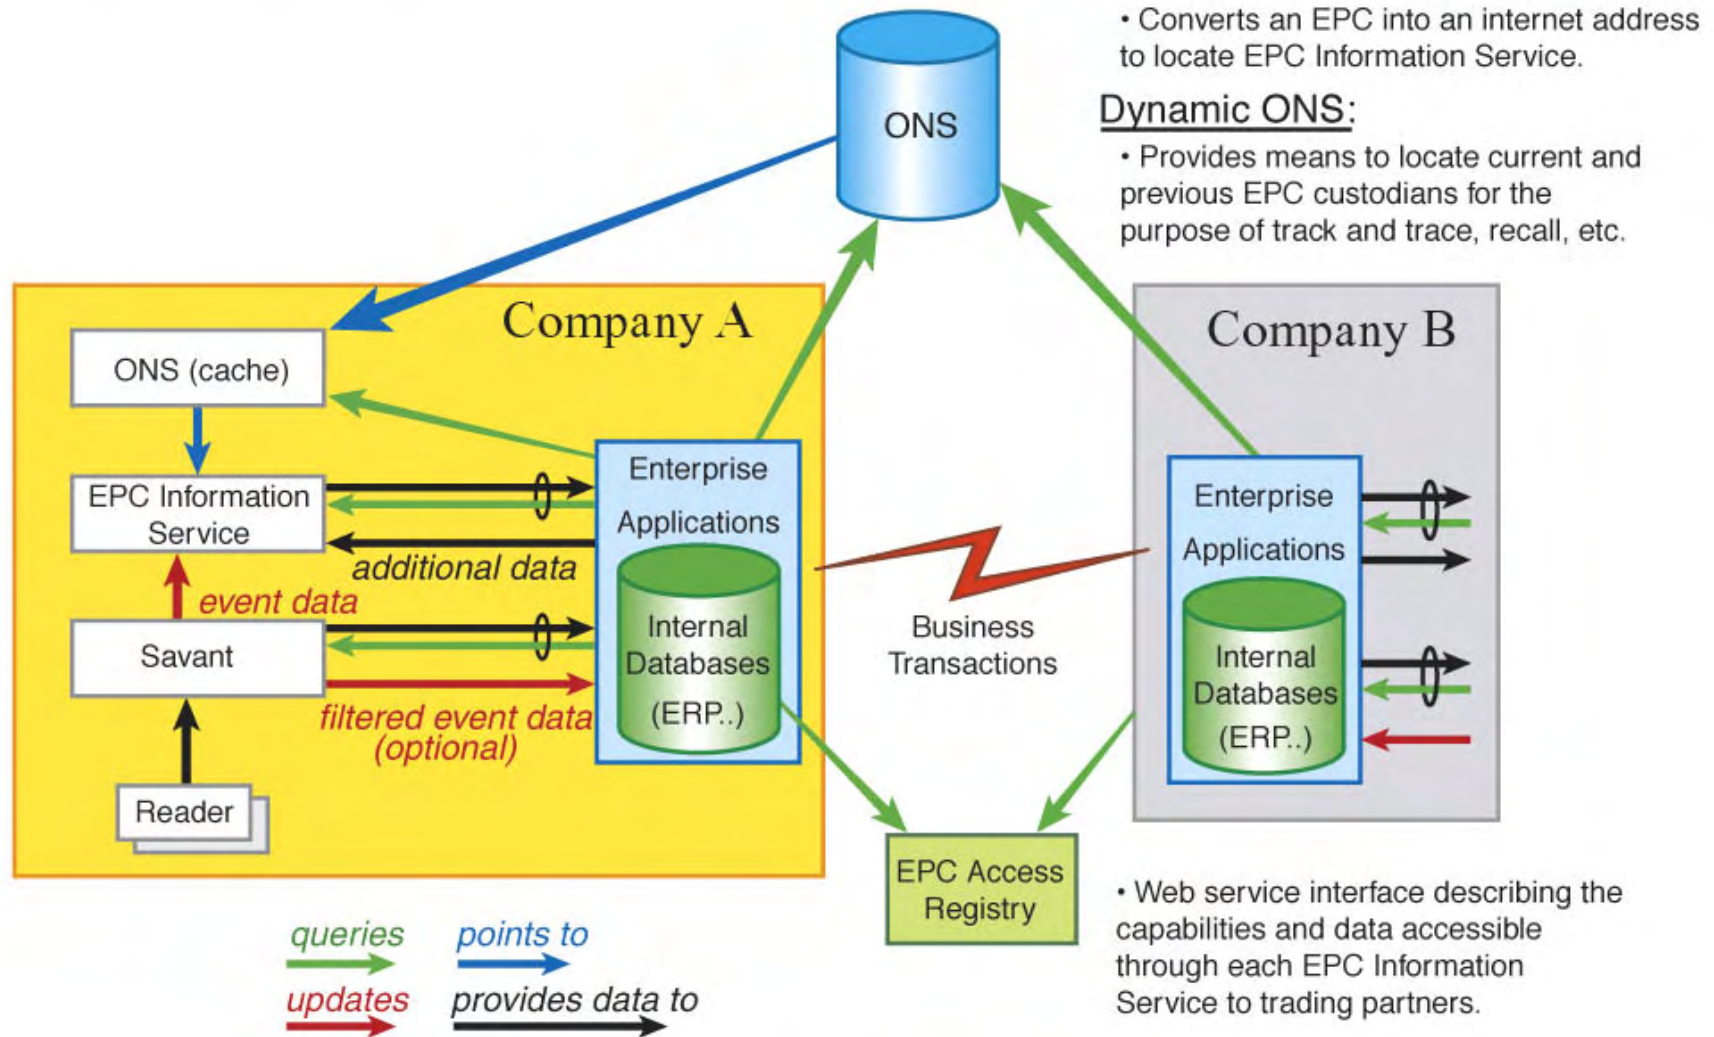 • Converts an EPC into an internet address
to locate EPC Information Service.
Dynamic ONS:
• Provides means to locate current and
previous EPC custodians for the
purpose of track and trace, recall, etc.
ONS
Company A
ONS (cache)
EPC Information
Service
additional data
event data
Savant
filtered event data
(optional)
Reader
Enterprise
Applications
Internal
Databases
(ERP..)
Business
Transactions
Company B
Enterprise
Applications
Internal
Databases
(ERP..)
EPC Access
Registry
• Web service interface describing the
capabilities and data accessible
through each EPC Information
Service to trading partners.
queries
points to
updates
provides data to